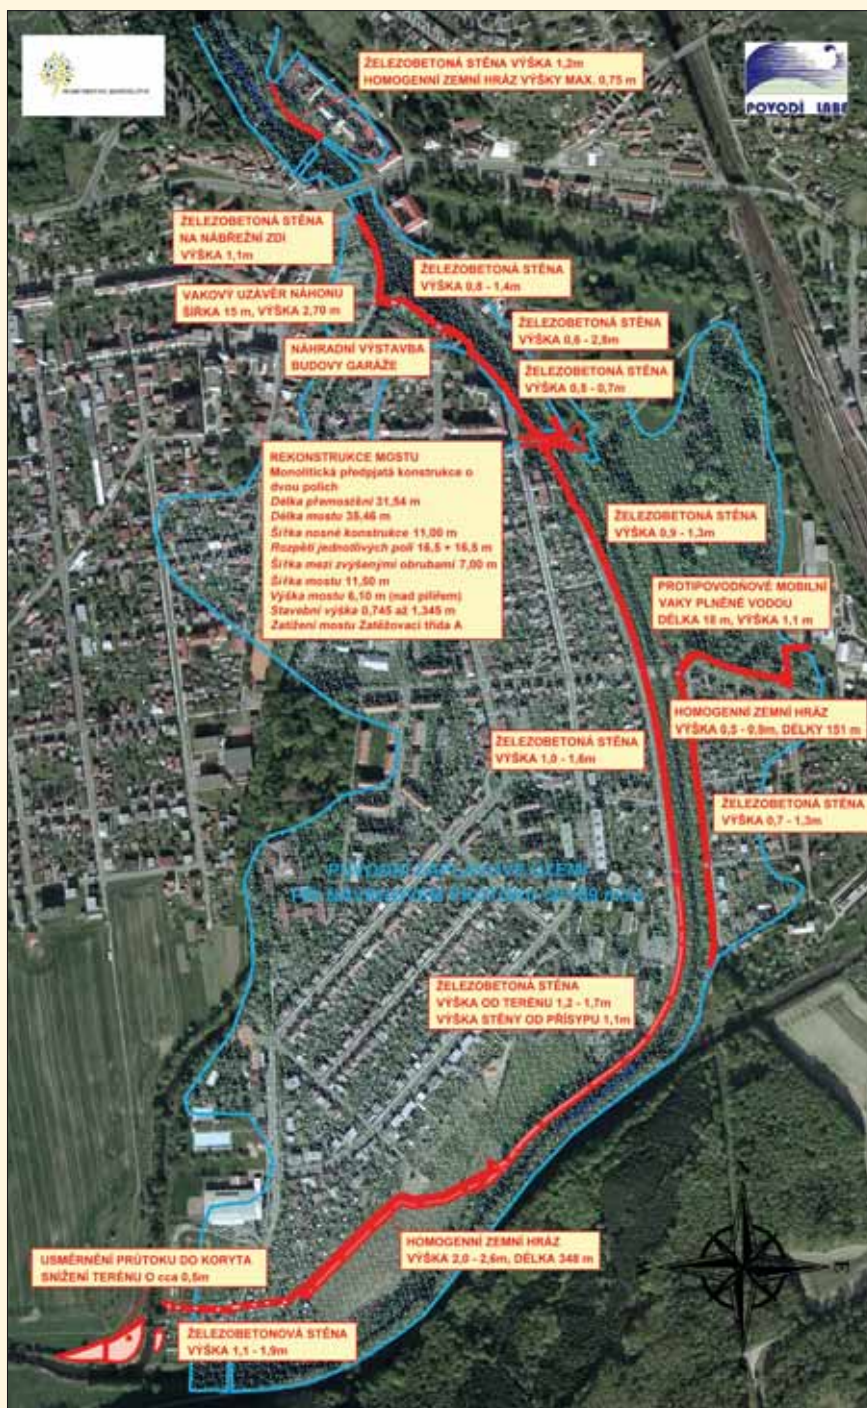 ŽELEZOBETONÁ STĚNA VÝŠKA 1,2m
HOMOGENNÍ ZEMNÍ HRÁZ VÝŠKY MAX. 0,75 m
POVODÍ LABE
ŽELEZOBETONÁ STĚNA
NA NÁBŘEŽNÍ ZDI
VÝŠKA 1,1m
ŽELEZOBETONÁ STĚNA
VÝŠKA 0,8 - 1,4m
VAKOVÝ UZÁVĚR NÁHONU
ŠÍŘKA 15 m, VÝŠKA 2,70 m
ŽELEZOBETONÁ STĚNA
VÝŠKA 0,6 - 2,8m
NÁHRADNÍ VÝSTAVBA
BUDOVY GARÁŽE
ŽELEZOBETONÁ STĚNA
VÝŠKA 0,5 - 0,7m
REKONSTRUKCE MOSTU
Monolitická předpjatá konstrukce o
dvou polích
Délka přemostění 31,54 m
Délka mostu 35,46 m
Šířka nosné konstrukce 11,00 m
Rozpětí jednotlivých polí 16,5 + 16,5 m
Šířka mezi zvýšenými obrubami 7,00 m
Šířka mostu 11,50 m
Výška mostu 6,10 m (nad pilířem)
Stavební výška 0,745 až 1,345 m
Zatížení mostu Zatěžovací třída A
ŽELEZOBETONÁ STĚNA
VÝŠKA 0,9 - 1,3m
PROTIPOVODŇOVÉ MOBILNÍ
VAKY PLNĚNÉ VODOU
DÉLKA 18 m, VÝŠKA 1,1 m
HOMOGENNÍ ZEMNÍ HRÁZ
VÝŠKA 0,5 - 0,9m, DÉLKY 151 m
ŽELEZOBETONÁ STĚNA
VÝŠKA 1,0 - 1,6m
ŽELEZOBETONÁ STĚNA
VÝŠKA 0,7 - 1,3m
ŽELEZOBETONÁ STĚNA
VÝŠKA OD TERÉNU 1,2 - 1,7m
VÝŠKA STĚNY OD PŘÍSYPU 1,1m
HOMOGENNÍ ZEMNÍ HRÁZ
VÝŠKA 2,0 - 2,6m, DÉLKA 348 m
USMĚRNĚNÍ PRŮTOKU DO KORYTA
SNÍŽENÍ TERÉNU O cca 0,5m
ŽELEZOBETONOVÁ STĚNA
VÝŠKA 1,1 - 1,9m